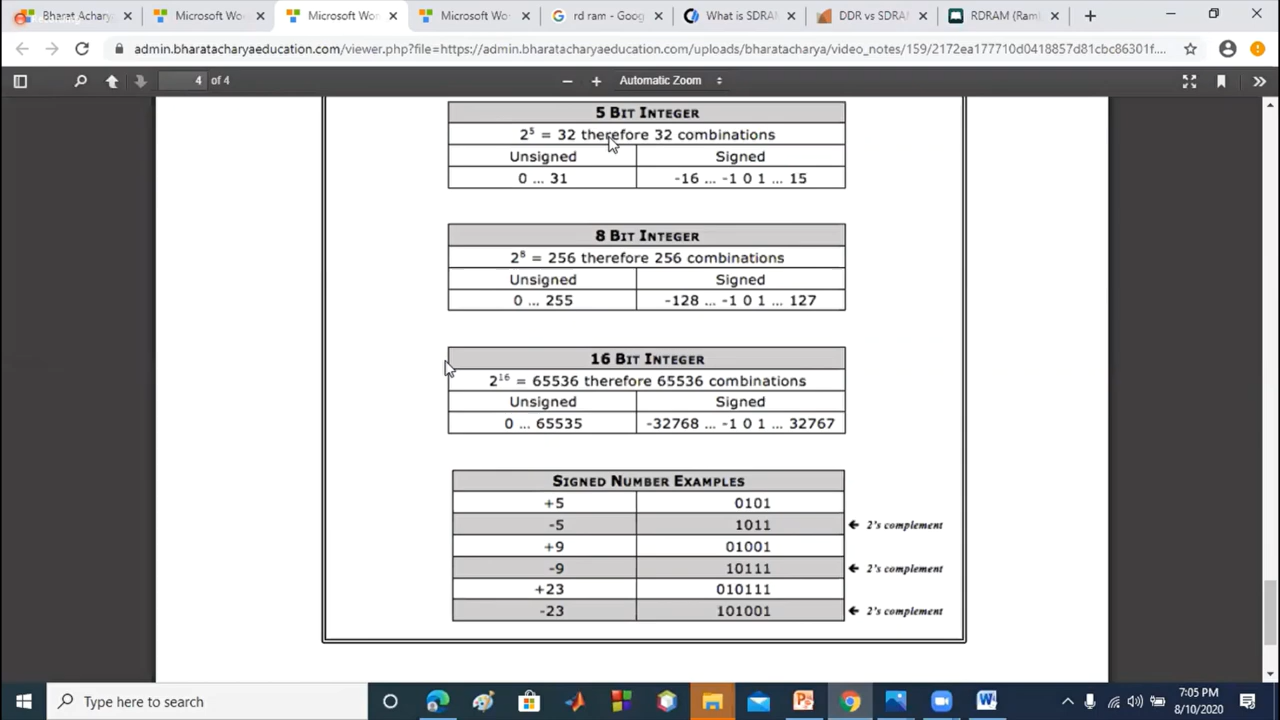 Bharat Achary
Microsoft Wo
Microsoft Wo
Microsoft Wo
rd ram - Goog
What is SDRAM
DDR vs SDRAM
RDRAM (Ram
admin.bharatacharyaeducation.com/viewer.php?file=https://admin.bharatacharyaeducation.com/uploads/bharatacharya/video_notes/159/2172ea177710d0418857d81cbc86301f....
4 of 4
Automatic Zoom
5 BIT INTEGER
2⁵ = 32 therefore 32 combinations
Unsigned Signed
0 ... 31 -16 ... -1 0 1 ... 15
8 BIT INTEGER
2⁸ = 256 therefore 256 combinations
Unsigned Signed
0 ... 255 -128 ... -1 0 1 ... 127
16 BIT INTEGER
2¹⁶ = 65536 therefore 65536 combinations
Unsigned Signed
0 ... 65535 -32768 ... -1 0 1 ... 32767
SIGNED NUMBER EXAMPLES
+5 0101
-5 1011 ← 2's complement
+9 01001
-9 10111 ← 2's complement
+23 010111
-23 101001 ← 2's complement
Type here to search
7:05 PM
8/10/2020